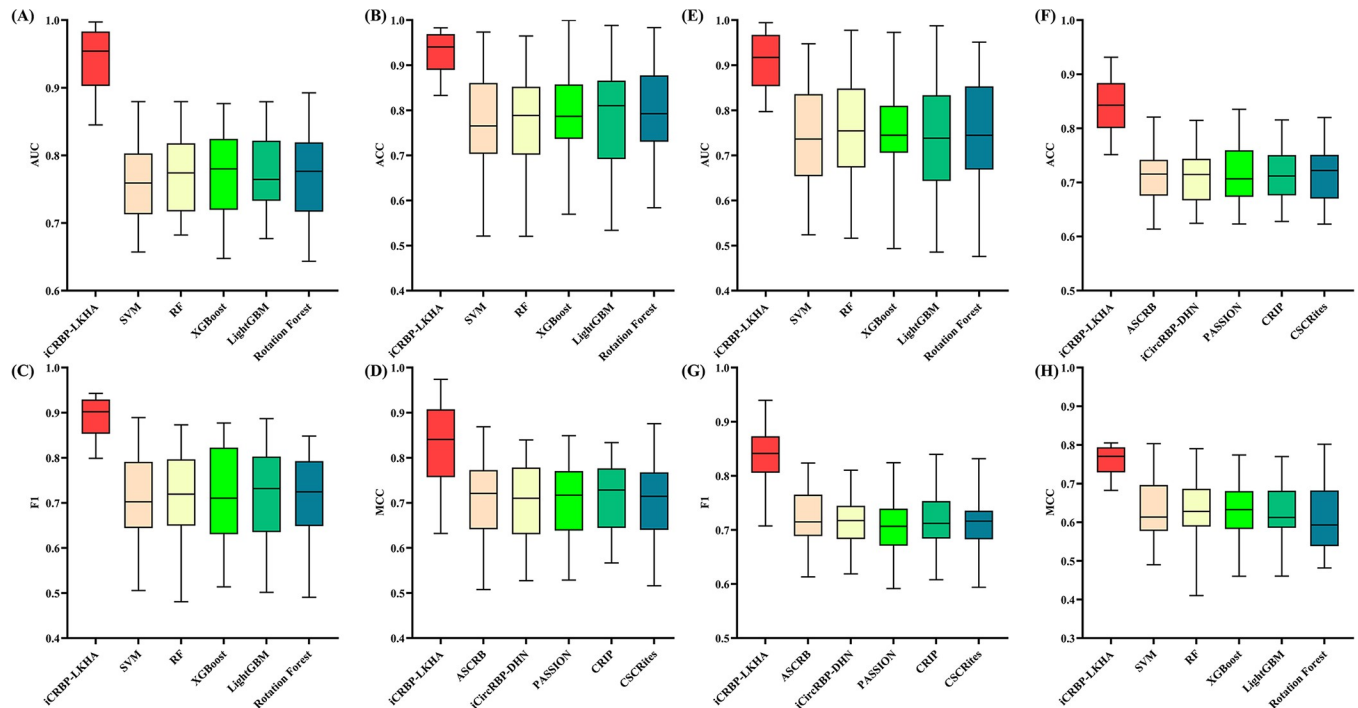 (A)
AUC
1.0
0.9
0.8
0.7
0.6
iCRBP-LKHA
SVM
RF
XGBoost
LightGBM
Rotation Forest
(B)
ACC
1.0
0.9
0.8
0.7
0.6
0.5
0.4
iCRBP-LKHA
SVM
RF
XGBoost
LightGBM
Rotation Forest
(E)
AUC
1.0
0.9
0.8
0.7
0.6
0.5
0.4
iCRBP-LKHA
SVM
RF
XGBoost
LightGBM
Rotation Forest
(F)
ACC
1.0
0.9
0.8
0.7
0.6
0.5
iCRBP-LKHA
ASCRB
iCircRBP-DHN
PASSION
CRIP
CSCRites
(C)
F1
1.0
0.9
0.8
0.7
0.6
0.5
0.4
iCRBP-LKHA
SVM
RF
XGBoost
LightGBM
Rotation Forest
(D)
MCC
1.0
0.9
0.8
0.7
0.6
0.5
0.4
iCRBP-LKHA
ASCRB
iCircRBP-DHN
PASSION
CRIP
CSCRites
(G)
F1
1.0
0.9
0.8
0.7
0.6
0.5
iCRBP-LKHA
ASCRB
iCircRBP-DHN
PASSION
CRIP
CSCRites
(H)
MCC
1.0
0.9
0.8
0.7
0.6
0.5
0.4
0.3
iCRBP-LKHA
SVM
RF
XGBoost
LightGBM
Rotation Forest